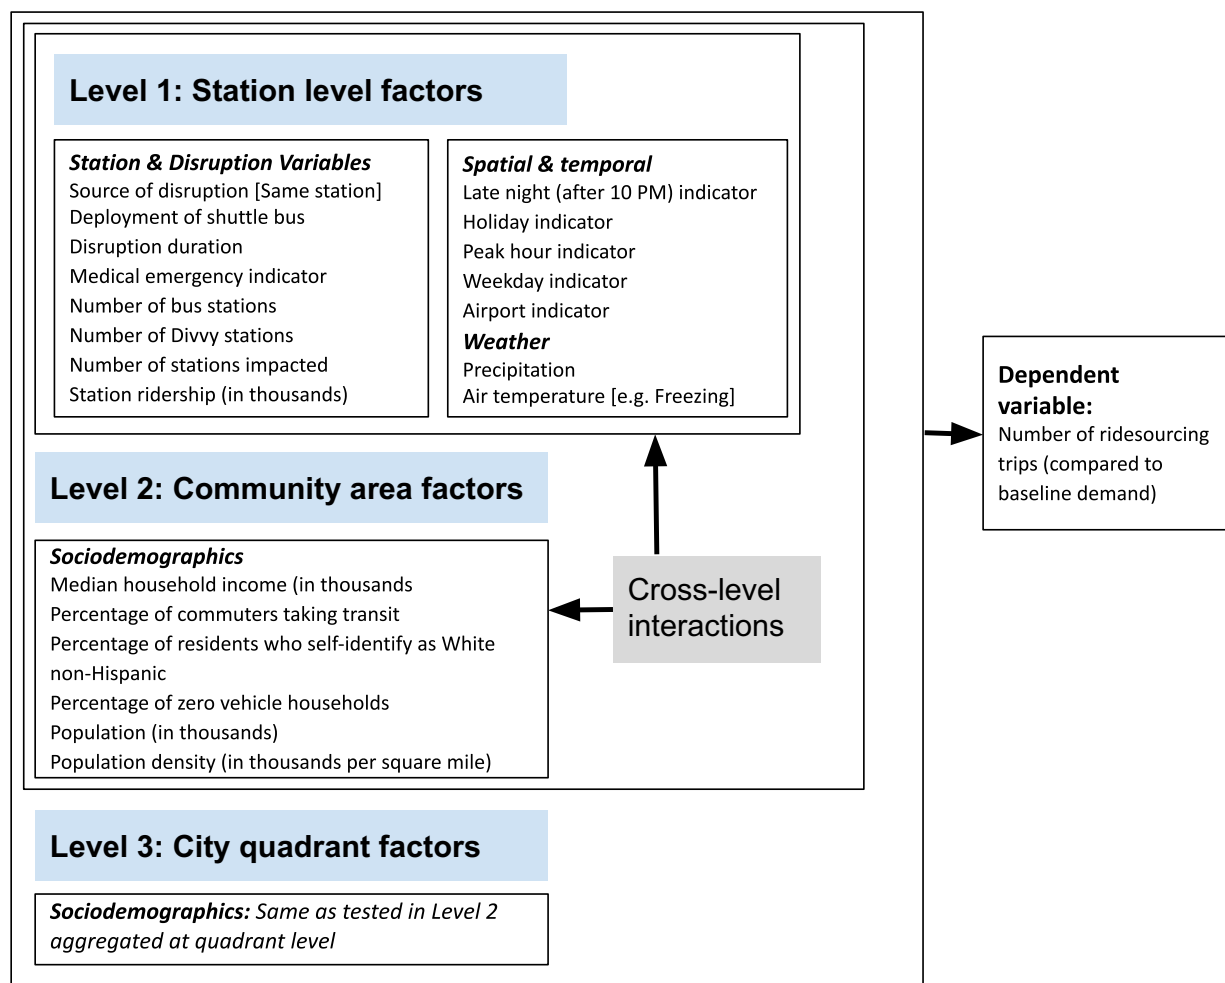 Level 1: Station level factors
Station & Disruption Variables
Source of disruption [Same station]
Deployment of shuttle bus
Disruption duration
Medical emergency indicator
Number of bus stations
Number of Divvy stations
Number of stations impacted
Station ridership (in thousands)
Spatial & temporal
Late night (after 10 PM) indicator
Holiday indicator
Peak hour indicator
Weekday indicator
Airport indicator
Weather
Precipitation
Air temperature [e.g. Freezing]
Level 2: Community area factors
Sociodemographics
Median household income (in thousands
Percentage of commuters taking transit
Percentage of residents who self-identify as White
non-Hispanic
Percentage of zero vehicle households
Population (in thousands)
Population density (in thousands per square mile)
Cross-level
interactions
Level 3: City quadrant factors
Sociodemographics: Same as tested in Level 2
aggregated at quadrant level
Dependent
variable:
Number of ridesourcing
trips (compared to
baseline demand)